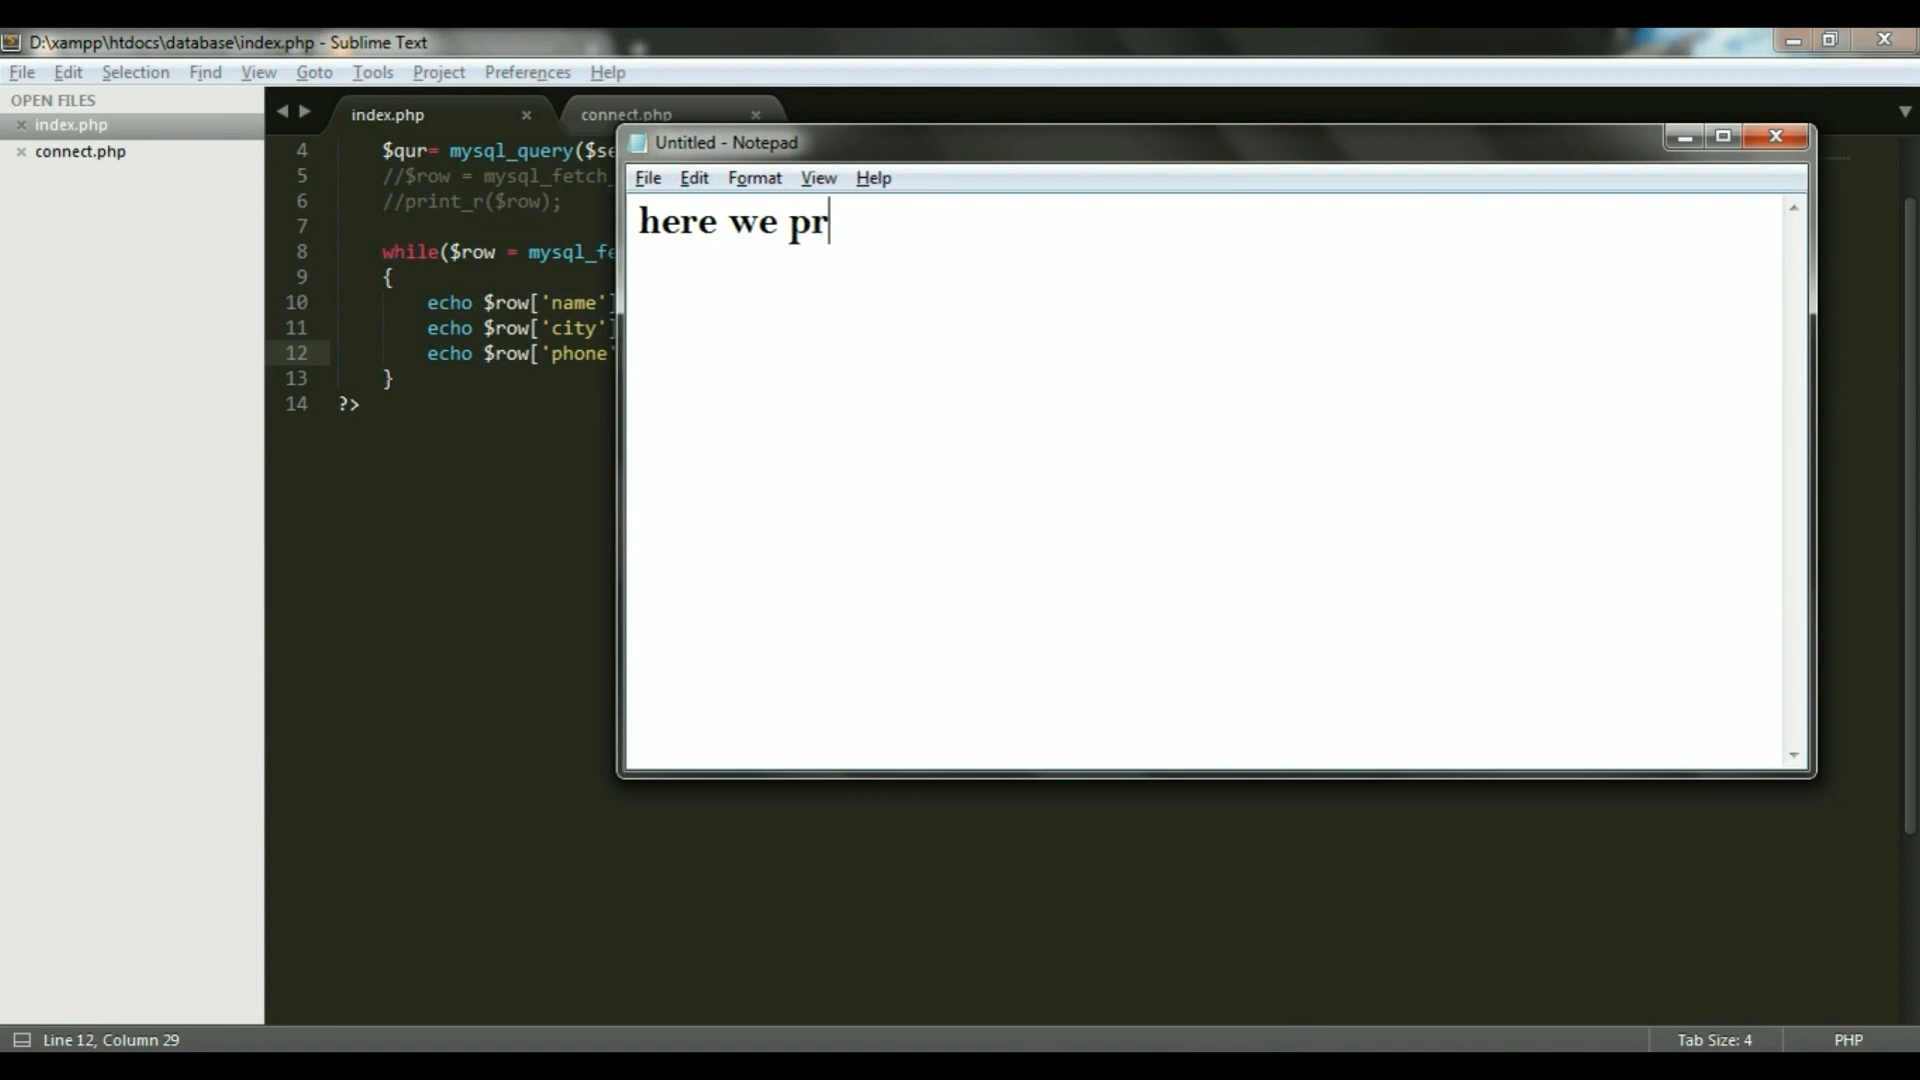 D:\xampp\htdocs\database\index.php - Sublime Text
File Edit Selection Find View Goto Tools Project Preferences Help
OPEN FILES
index.php
connect.php
index.php connect.php
4 $qur= mysql_query($se
5 //$row = mysql_fetch_
6 //print_r($row);
7
8 while($row = mysql_fe
9 {
10 echo $row['name']
11 echo $row['city']
12 echo $row['phone'
13 }
14 ?>
Untitled - Notepad
File Edit Format View Help
here we pr
Line 12, Column 29 Tab Size: 4 PHP